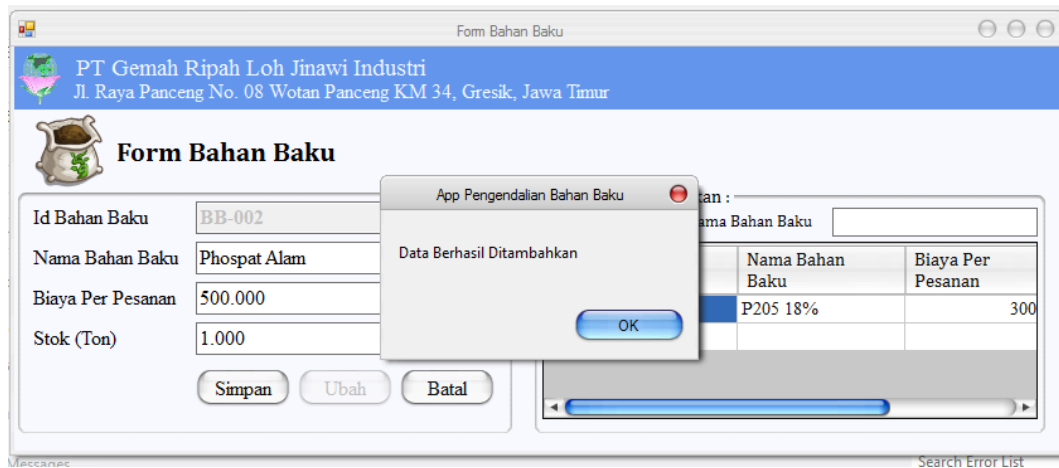 Form Bahan Baku
PT Gemah Ripah Loh Jinawi Industri
Jl. Raya Panceng No. 08 Wotan Panceng KM 34, Gresik, Jawa Timur
Form Bahan Baku
App Pengendalian Bahan Baku
Data Berhasil Ditambahkan
OK
Id Bahan Baku BB-002
Nama Bahan Baku Phospat Alam
Biaya Per Pesanan 500.000
Stok (Ton) 1.000
Simpan Ubah Batal
Bahan Baku
Nama Bahan Baku Biaya Per Pesanan
P205 18% 300
Messages
Search Error List